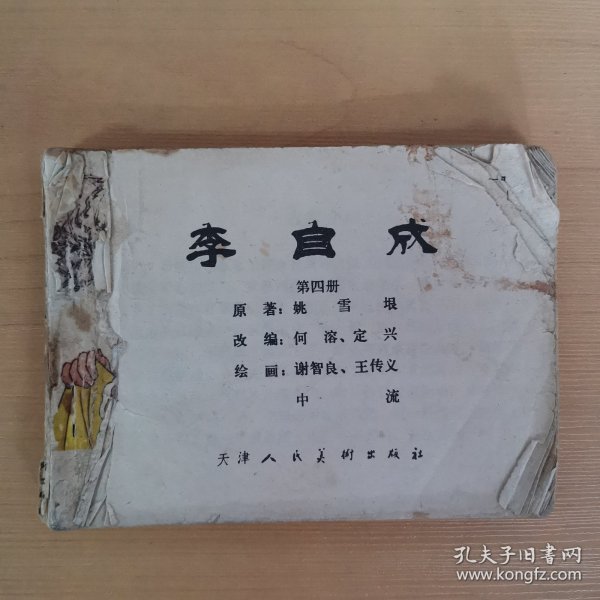 李自成
第四册
原著：姚雪垠
改编：何溶、定兴
绘画：谢智良、王传义
中流
天津人民美術出版社
孔夫子旧書网
www.kongfz.com